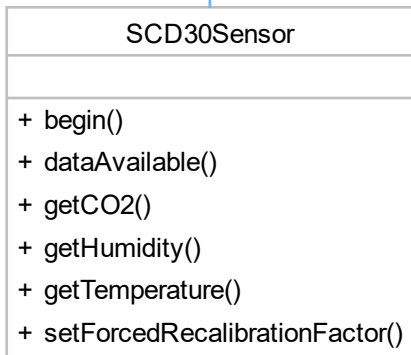 SCD30Sensor
+ begin()
+ dataAvailable()
+ getCO2()
+ getHumidity()
+ getTemperature()
+ setForcedRecalibrationFactor()